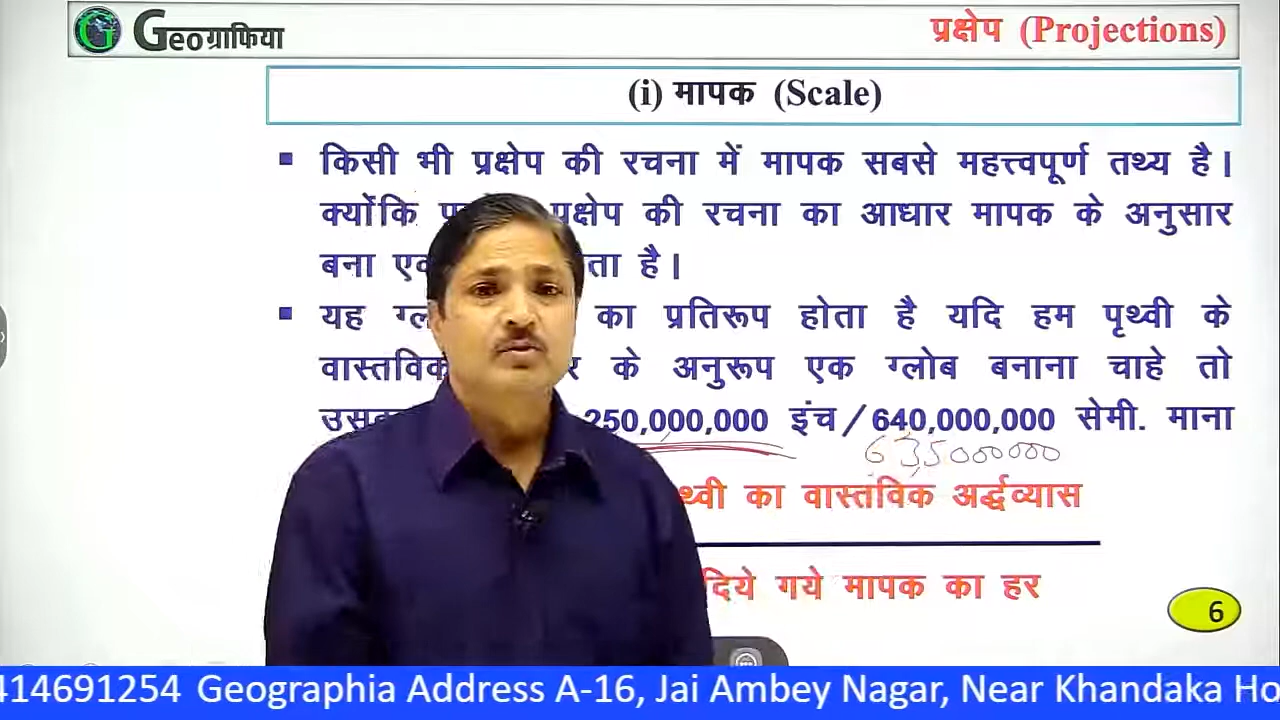 Geoग्राफिया
प्रक्षेप (Projections)
(i) मापक (Scale)
▪ किसी भी प्रक्षेप की रचना में मापक सबसे महत्त्वपूर्ण तथ्य है।
क्योंकि प्रक्षेप की रचना का आधार मापक के अनुसार
बना है।
▪ यह का प्रतिरूप होता है यदि हम पृथ्वी के
वास्तविक के अनुरूप एक ग्लोब बनाना चाहे तो
250,000,000 इंच/640,000,000 सेमी. माना
635000000
का वास्तविक अर्द्धव्यास
दिये गये मापक का हर
6
414691254 Geographia Address A-16, Jai Ambey Nagar, Near Khandaka Ho